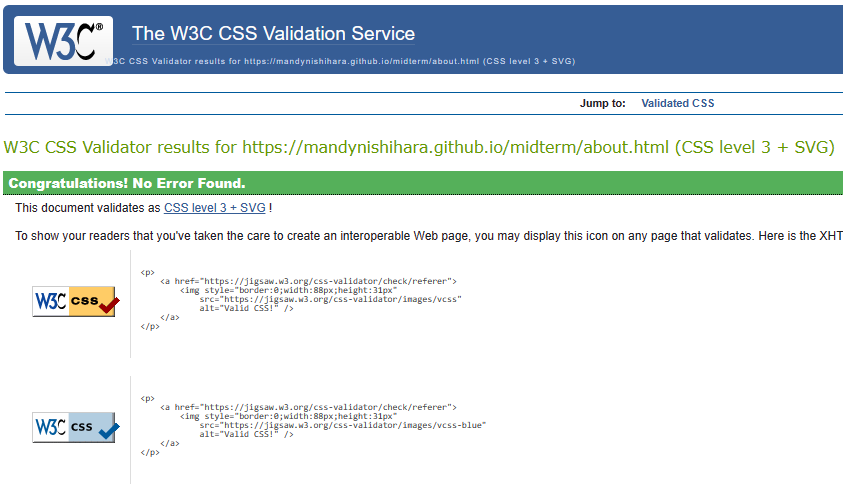 W3C®
The W3C CSS Validation Service
W3C CSS Validator results for https://mandynishihara.github.io/midterm/about.html (CSS level 3 + SVG)
Jump to: Validated CSS
W3C CSS Validator results for https://mandynishihara.github.io/midterm/about.html (CSS level 3 + SVG)
Congratulations! No Error Found.
This document validates as CSS level 3 + SVG !
To show your readers that you've taken the care to create an interoperable Web page, you may display this icon on any page that validates. Here is the XHT
W3C css
<p>
    <a href="https://jigsaw.w3.org/css-validator/check/referer">
        <img style="border:0;width:88px;height:31px"
            src="https://jigsaw.w3.org/css-validator/images/vcss"
            alt="Valid CSS!" />
    </a>
</p>
W3C css
<p>
    <a href="https://jigsaw.w3.org/css-validator/check/referer">
        <img style="border:0;width:88px;height:31px"
            src="https://jigsaw.w3.org/css-validator/images/vcss-blue"
            alt="Valid CSS!" />
    </a>
</p>